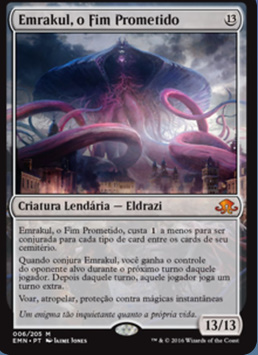 Emrakul, o Fim Prometido 13
Criatura Lendária — Eldrazi
Emrakul, o Fim Prometido, custa 1 a menos para ser
conjurada para cada tipo de card entre os cards de seu
cemitério.
Quando conjura Emrakul, você ganha o controle
do oponente alvo durante o próximo turno daquele
jogador. Depois daquele turno, aquele jogador joga um
turno extra.
Voar, atropelar, proteção contra mágicas instantâneas
Um enigma tão inquietante quanto a própria vida.
13/13
006/205 M
EMN • PT Jaime Jones
™ & © 2016 Wizards of the Coast